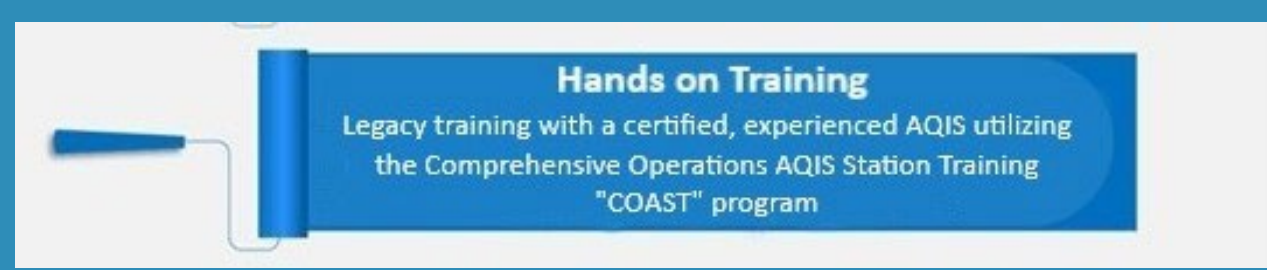 Hands on Training
Legacy training with a certified, experienced AQIS utilizing
the Comprehensive Operations AQIS Station Training
"COAST" program